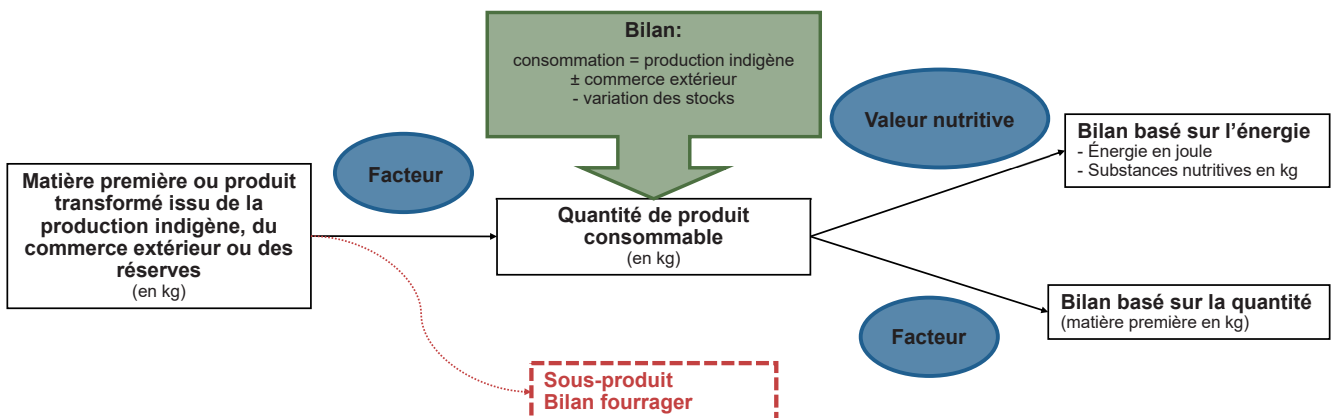 Bilan:
consommation = production indigène
± commerce extérieur
- variation des stocks
Valeur nutritive
Facteur
Bilan basé sur l'énergie
- Énergie en joule
- Substances nutritives en kg
Matière première ou produit
transformé issu de la
production indigène, du
commerce extérieur ou des
réserves
(en kg)
Quantité de produit
consommable
(en kg)
Bilan basé sur la quantité
(matière première en kg)
Facteur
Sous-produit
Bilan fourrager